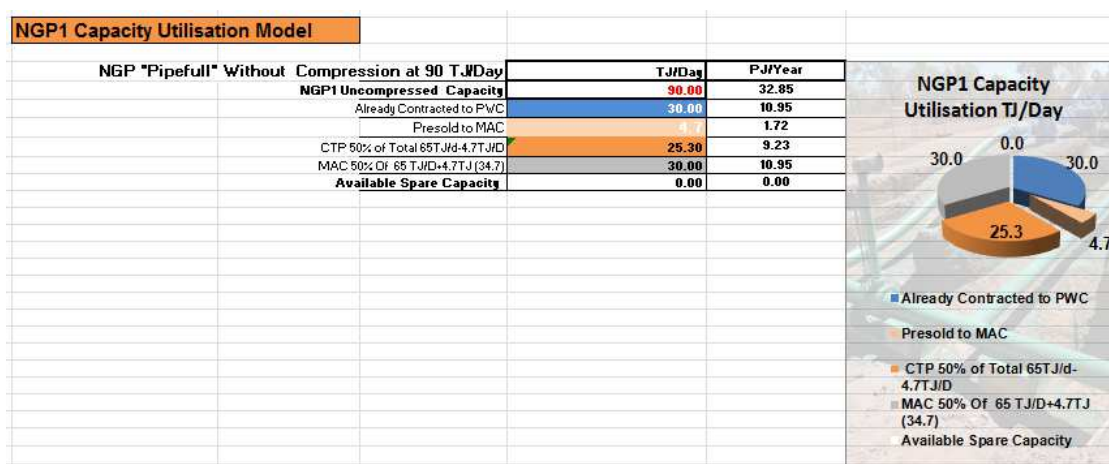 NGP1 Capacity Utilisation Model
NGP "Pipefull" Without Compression at 90 TJ/Day TJ/Day PJ/Year
NGP1 Uncompressed Capacity 90.00 32.85
Already Contracted to PWC 30.00 10.95
Presold to MAC 4.7 1.72
CTP 50% of Total 65TJ/d-4.7TJ/D 25.30 9.23
MAC 50% Of 65 TJ/D+4.7TJ (34.7) 30.00 10.95
Available Spare Capacity 0.00 0.00
NGP1 Capacity
Utilisation TJ/Day
0.0
30.0 30.0
25.3
4.7
Already Contracted to PWC
Presold to MAC
CTP 50% of Total 65TJ/d-
4.7TJ/D
MAC 50% Of 65 TJ/D+4.7TJ
(34.7)
Available Spare Capacity